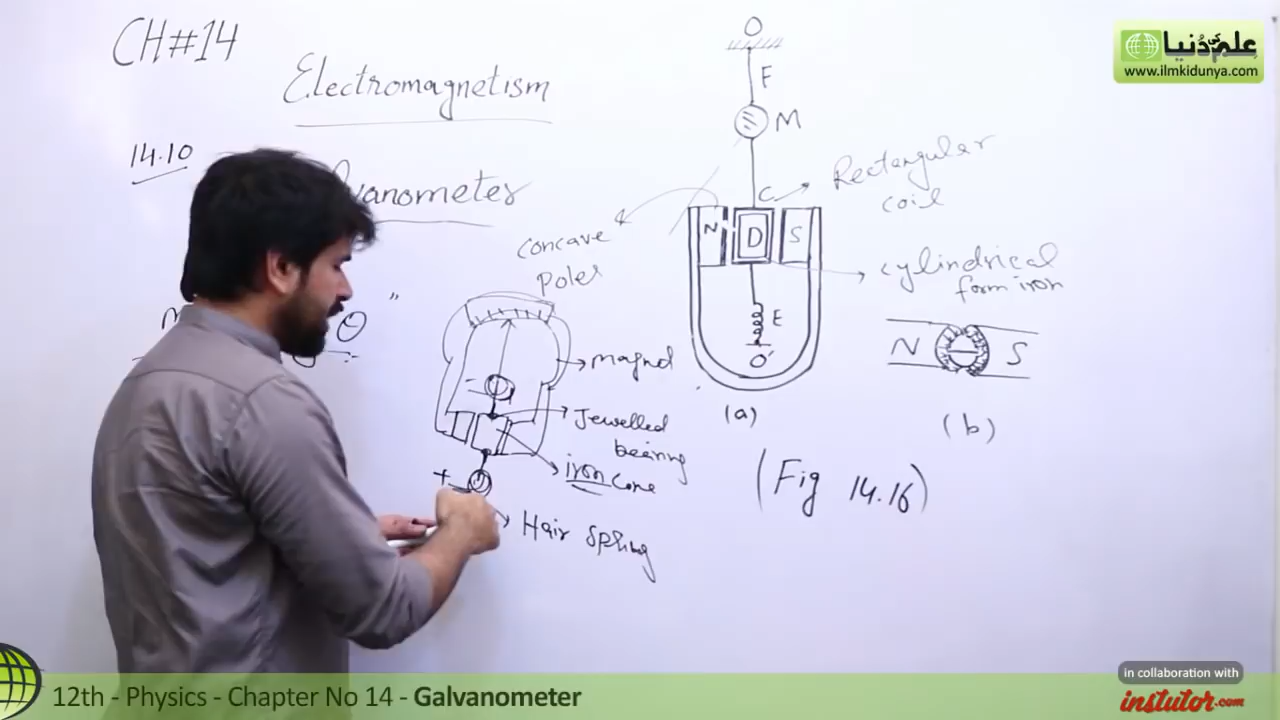 CH#14
Electromagnetism
14.10
vanometer
O
F
M
C
Rectangular
coil
N
D
S
Concave
poles
cylindrical
form iron
E
O'
θ
"
magnet
N
S
Jewelled
bearing
(a)
(b)
iron cone
+
(Fig 14.16)
Hair Spring
علم کی دنیا
www.ilmkidunya.com
12th - Physics - Chapter No 14 - Galvanometer
in collaboration with
instutor.com